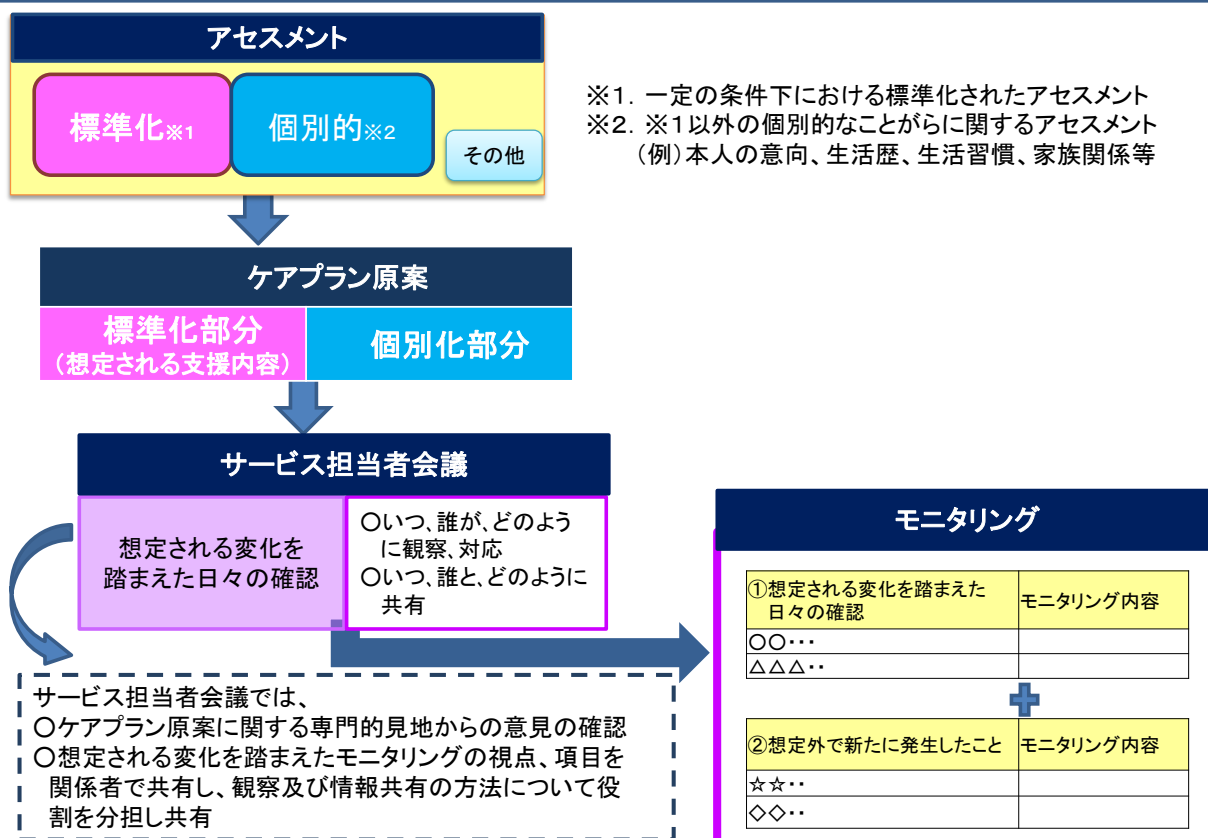 アセスメント
標準化※1
個別的※2
その他
※1. 一定の条件下における標準化されたアセスメント
※2. ※1以外の個別的なことがらに関するアセスメント
(例)本人の意向、生活歴、生活習慣、家族関係等
ケアプラン原案
標準化部分
(想定される支援内容)
個別化部分
サービス担当者会議
想定される変化を
踏まえた日々の確認
○いつ、誰が、どのよう
に観察、対応
○いつ、誰と、どのように
共有
サービス担当者会議では、
○ケアプラン原案に関する専門的見地からの意見の確認
○想定される変化を踏まえたモニタリングの視点、項目を
関係者で共有し、観察及び情報共有の方法について役
割を分担し共有
モニタリング
①想定される変化を踏まえた
日々の確認
モニタリング内容
○○・・・
△△△・・
②想定外で新たに発生したこと
モニタリング内容
☆☆・・
◇◇・・